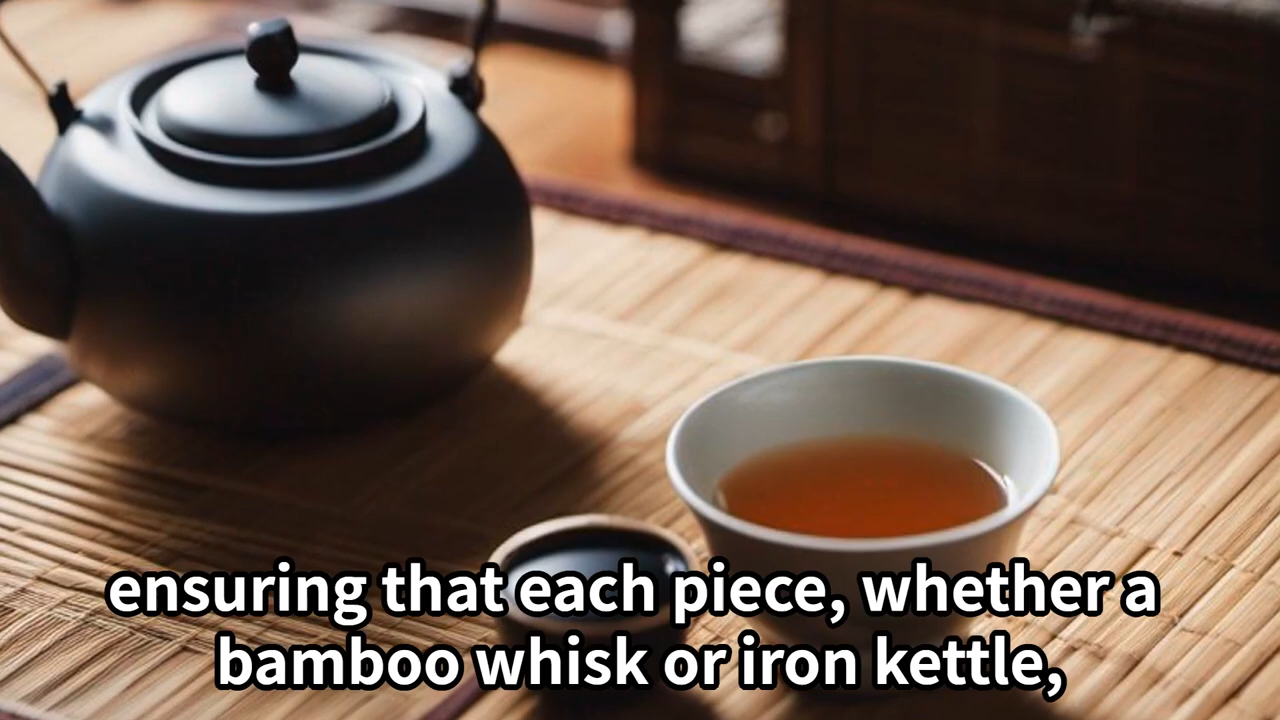 ensuring that each piece, whether a
bamboo whisk or iron kettle,